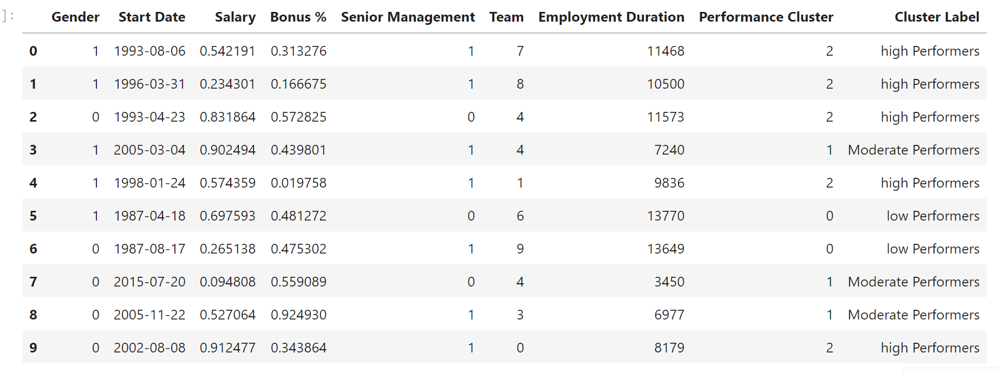 ]:
Gender Start Date Salary Bonus % Senior Management Team Employment Duration Performance Cluster Cluster Label
0 1 1993-08-06 0.542191 0.313276 1 7 11468 2 high Performers
1 1 1996-03-31 0.234301 0.166675 1 8 10500 2 high Performers
2 0 1993-04-23 0.831864 0.572825 0 4 11573 2 high Performers
3 1 2005-03-04 0.902494 0.439801 1 4 7240 1 Moderate Performers
4 1 1998-01-24 0.574359 0.019758 1 1 9836 2 high Performers
5 1 1987-04-18 0.697593 0.481272 0 6 13770 0 low Performers
6 0 1987-08-17 0.265138 0.475302 1 9 13649 0 low Performers
7 0 2015-07-20 0.094808 0.559089 0 4 3450 1 Moderate Performers
8 0 2005-11-22 0.527064 0.924930 1 3 6977 1 Moderate Performers
9 0 2002-08-08 0.912477 0.343864 1 0 8179 2 high Performers